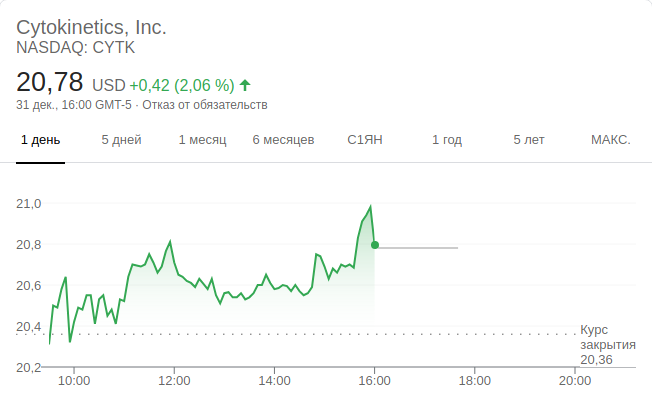 Cytokinetics, Inc.
NASDAQ: CYTK
20,78 USD +0,42 (2,06 %)
31 дек., 16:00 GMT-5 · Отказ от обязательств
1 день 5 дней 1 месяц 6 месяцев С1ЯН 1 год 5 лет МАКС.
21,0
20,8
20,6
20,4
Курс
закрытия
20,36
20,2
10:00 12:00 14:00 16:00 18:00 20:00